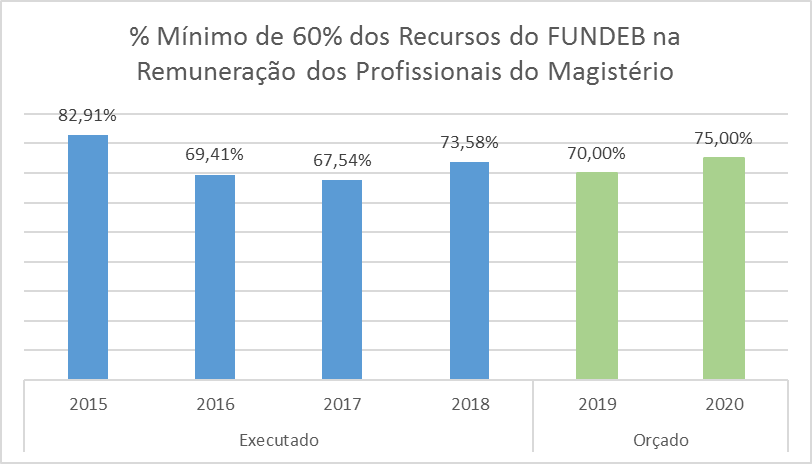 % Mínimo de 60% dos Recursos do FUNDEB na
Remuneração dos Profissionais do Magistério
82,91%
69,41%
67,54%
73,58%
70,00%
75,00%
2015 2016 2017 2018 2019 2020
Executado Orçado